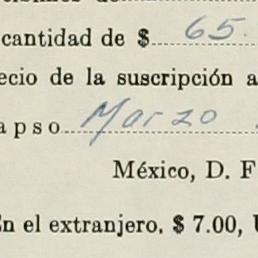 cantidad de $ 65.
ecio de la suscripción a
apso Marzo
México, D. F
En el extranjero, $ 7.00, U